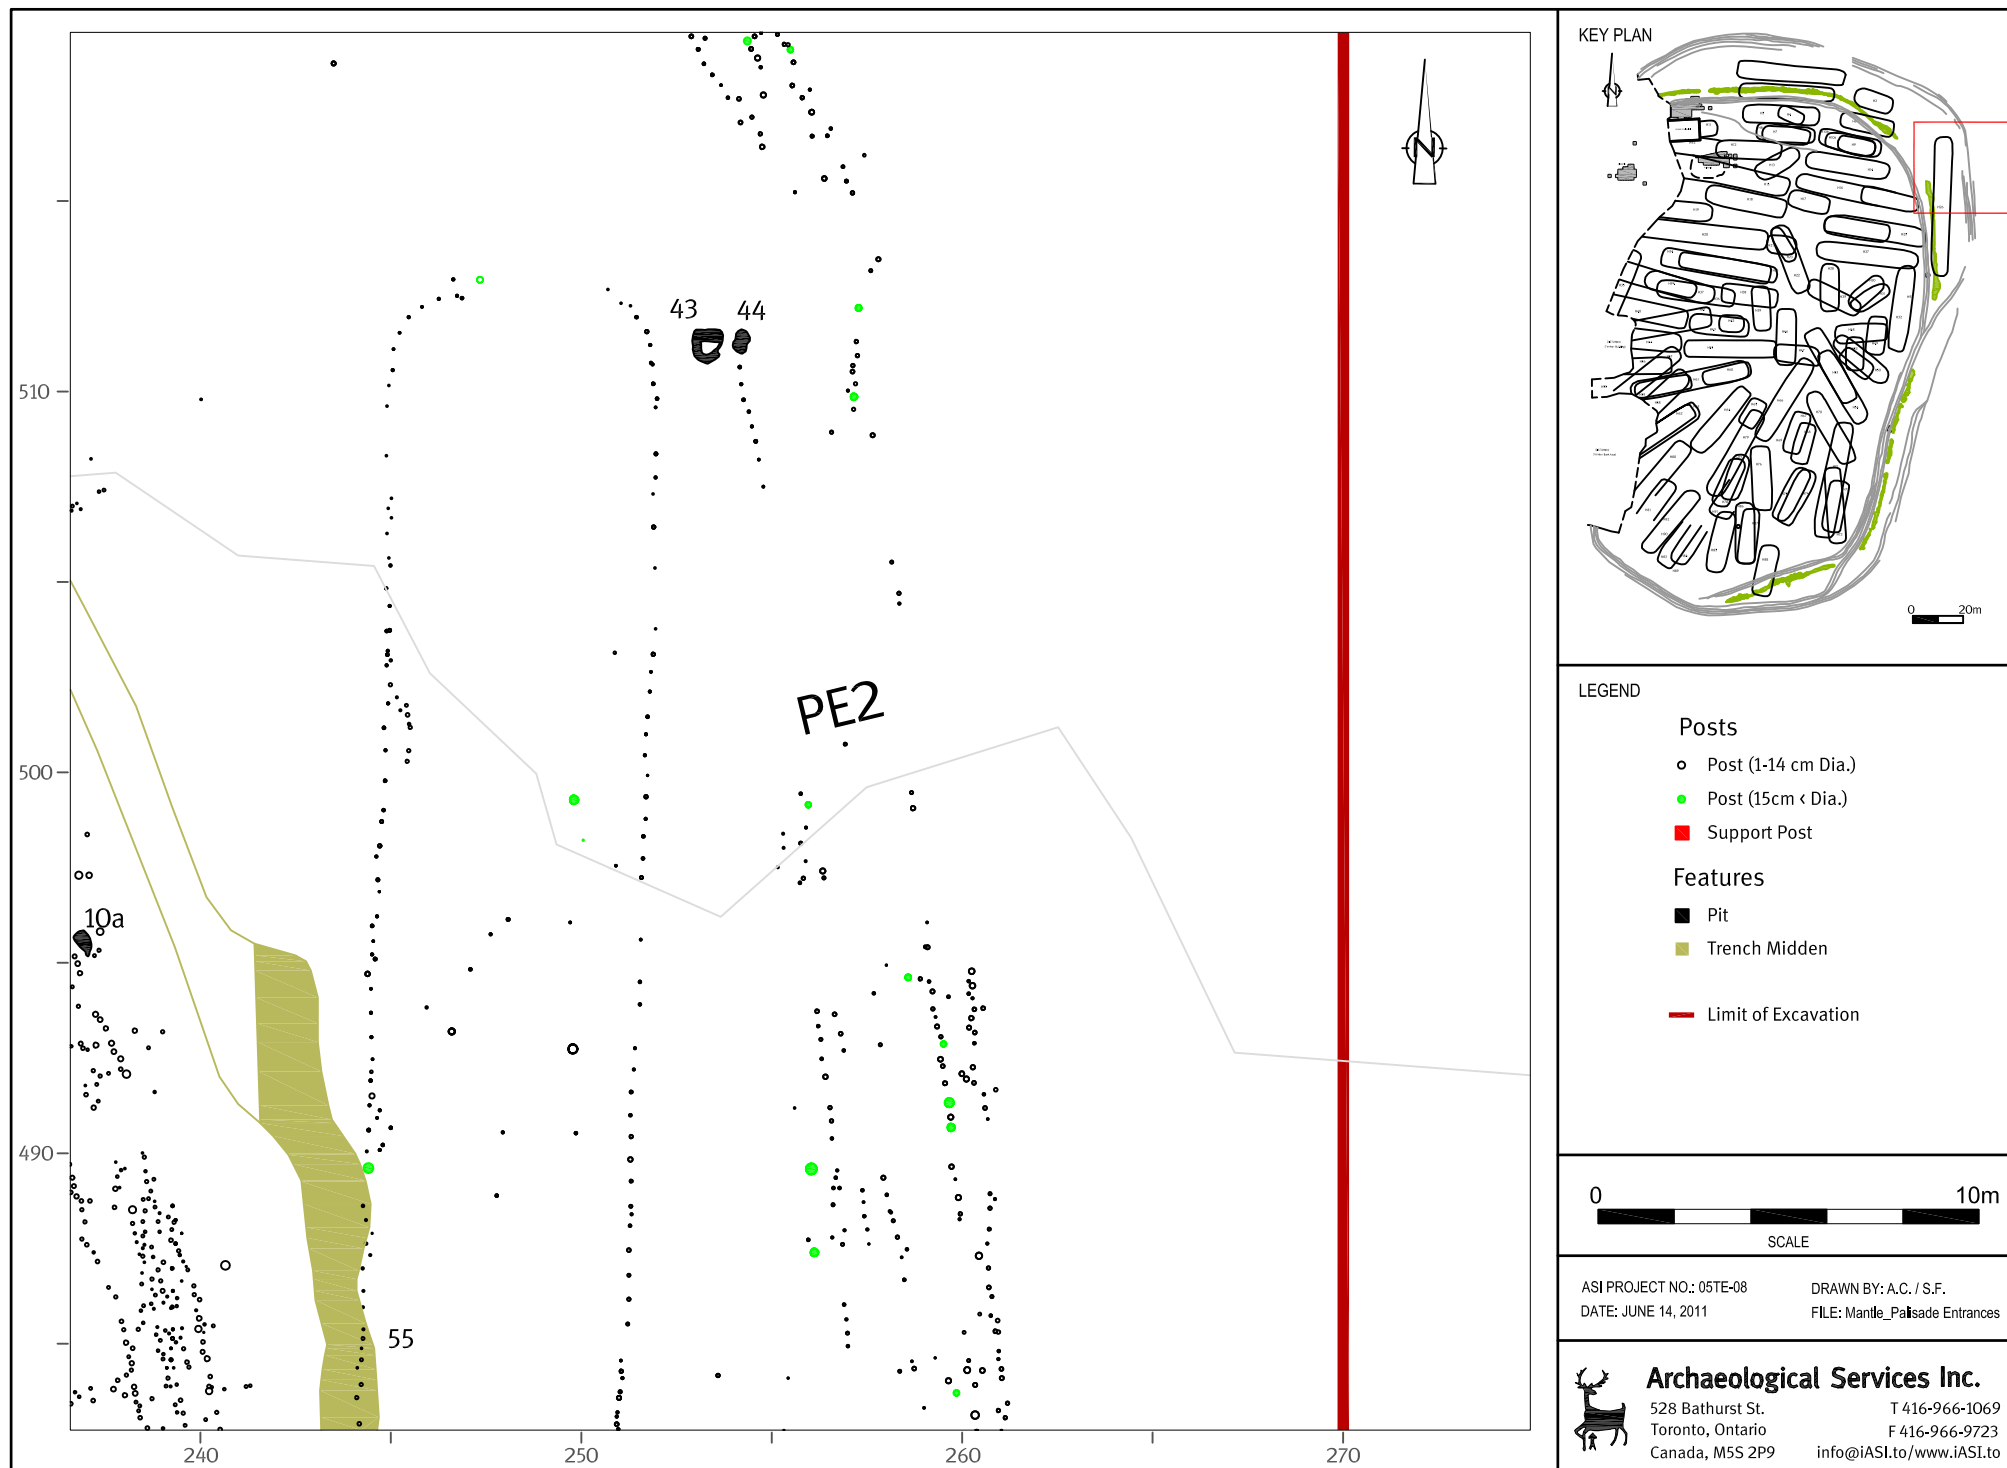 43
44
510
500
490
PE2
10a
55
240
250
260
270
N
KEY PLAN
0 20m
LEGEND
Posts
Post (1-14 cm Dia.)
Post (15cm < Dia.)
Support Post
Features
Pit
Trench Midden
Limit of Excavation
0 10m
SCALE
ASI PROJECT NO.: 05TE-08
DRAWN BY: A.C. / S.F.
DATE: JUNE 14, 2011
FILE: Mantle_Palisade Entrances
Archaeological Services Inc.
528 Bathurst St.
T 416-966-1069
Toronto, Ontario
F 416-966-9723
Canada, M5S 2P9
info@iASI.to/www.iASI.to